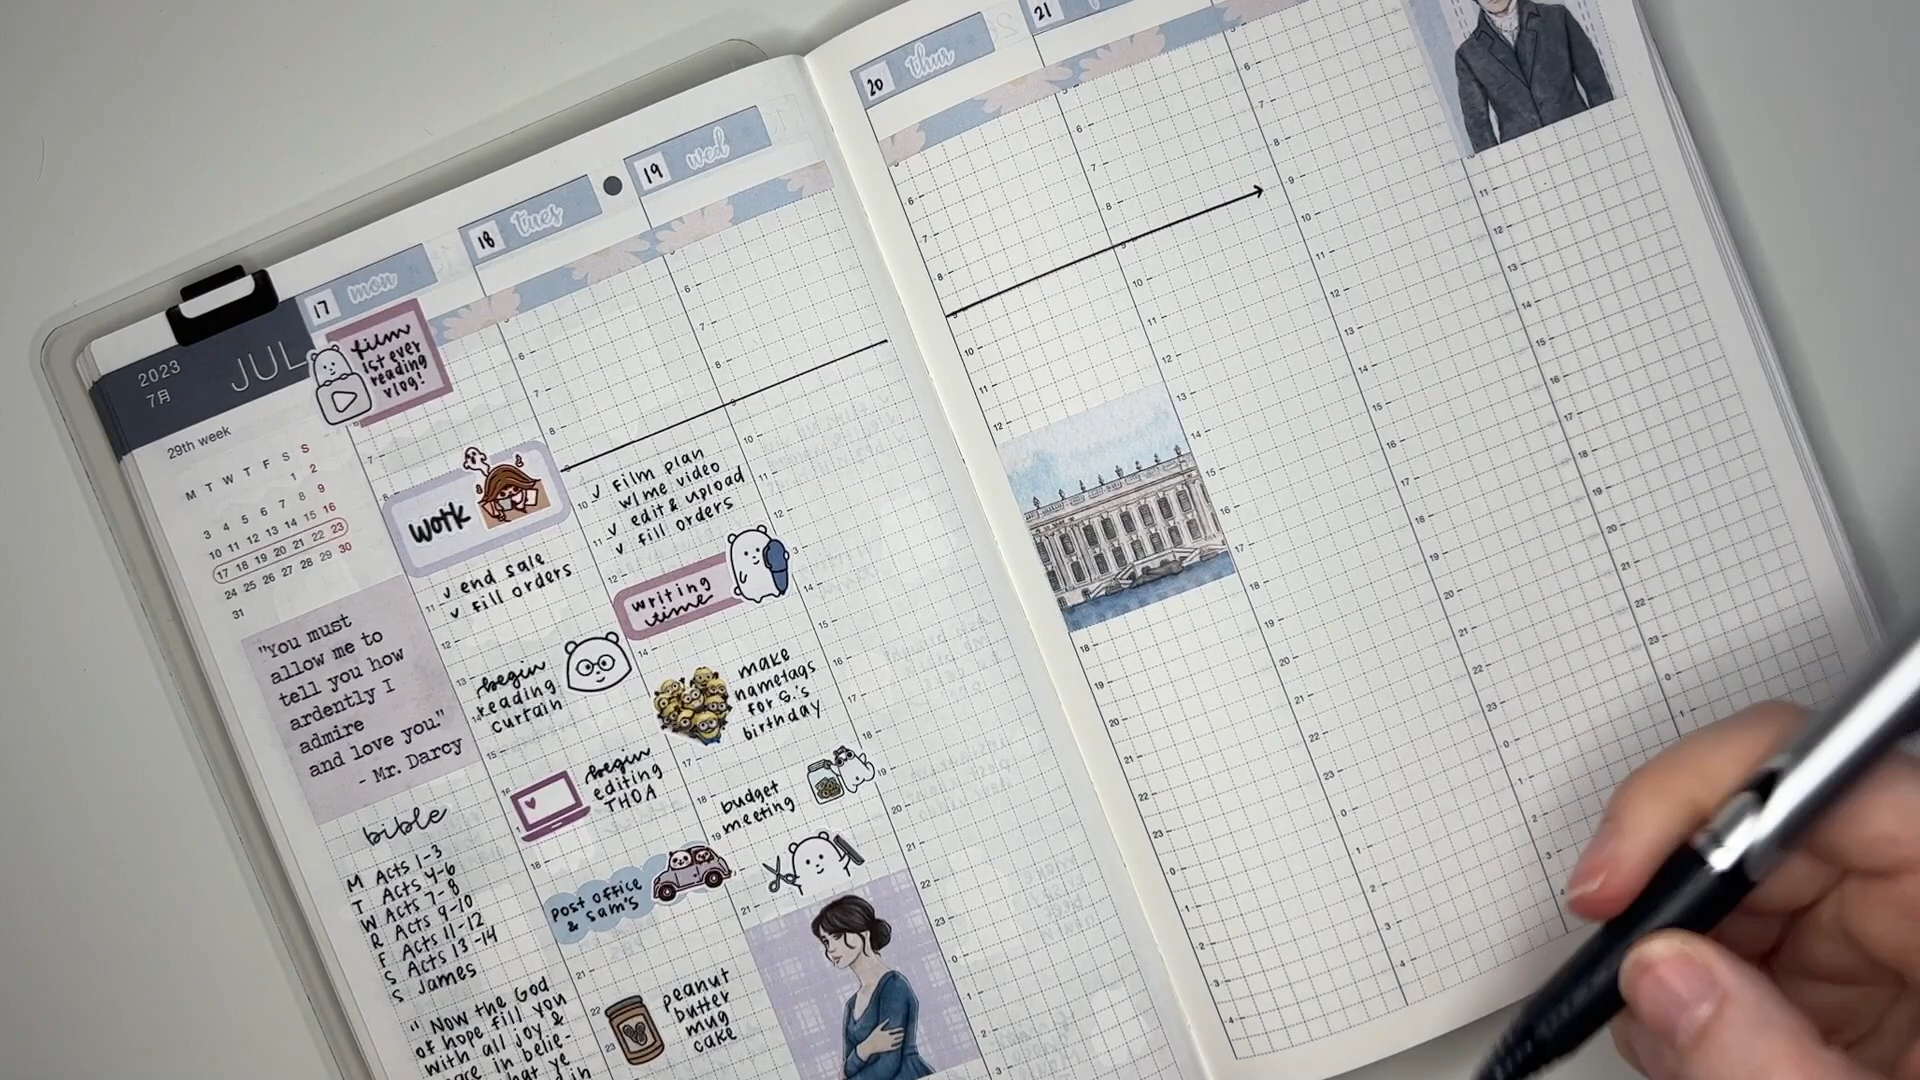 2023
7月
JUL
29th week
M T W T F S S
1 2
3 4 5 6 7 8 9
10 11 12 13 14 15 16
17 18 19 20 21 22 23
24 25 26 27 28 29 30
31
"You must
allow me to
tell you how
ardently I
admire
and love you."
- Mr. Darcy
bible
M Acts 1-3
T Acts 4-6
W Acts 7-8
R Acts 9-10
F Acts 11-12
S Acts 13-14
S James
"Now the God
of hope fill you
with all joy &
in belie-
17 mon
film
1st ever
reading
vlog!
work
√ end sale
√ fill orders
begin
reading
curtain
begin
editing
THOA
post office
& sam's
peanut
butter
mug
cake
18 tues
√ film plan
w/ me video
√ edit & upload
√ fill orders
writing
time
make
nametags
for S.'s
birthday
budget
meeting
19 wed
20 thur
21